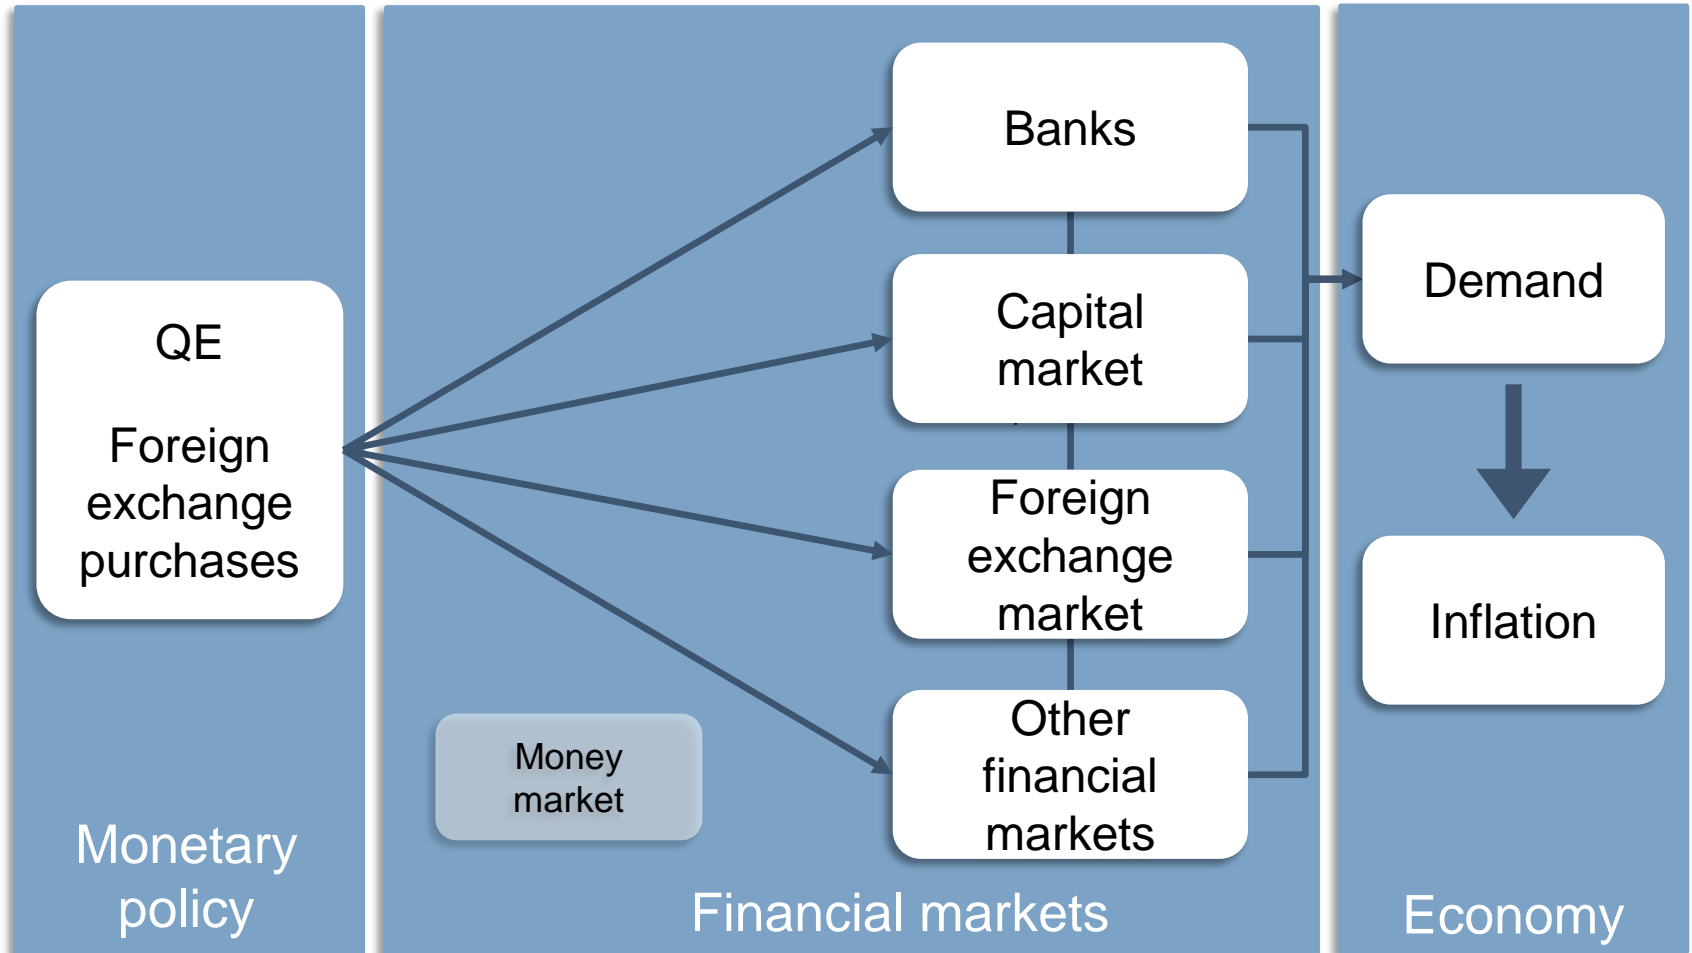 QE
Foreign
exchange
purchases
Monetary
policy
Banks
Capital
market
Foreign
exchange
market
Other
financial
markets
Money
market
Financial markets
Demand
Inflation
Economy